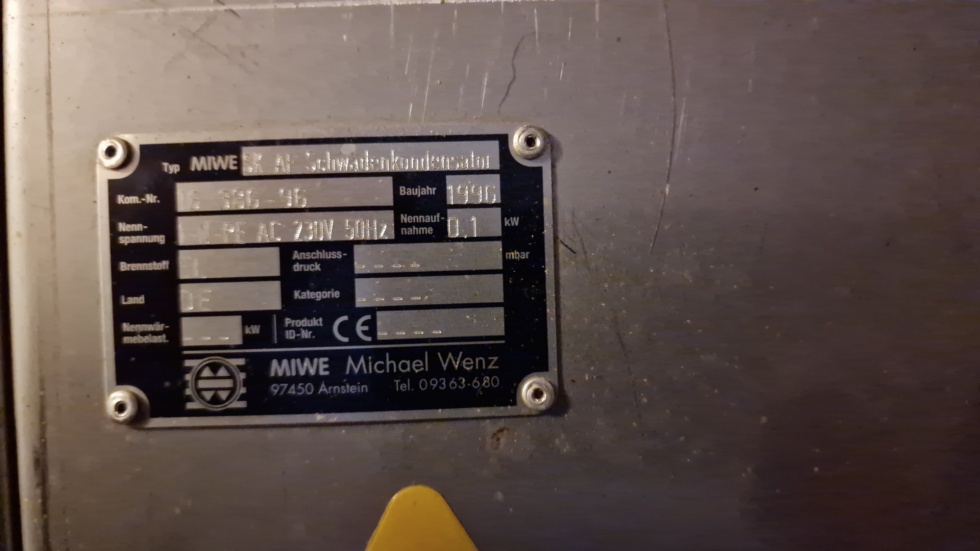 Typ MIWE Schwadenkondensator
Kom.-Nr. Baujahr 1996
Nenn-spannung AC 230V 50Hz Nennauf-nahme 0.1 kW
Brennstoff Anschluss-druck ---- mbar
Land Kategorie ----
Nennwär-mebelast. --- kW Produkt ID-Nr. CE ----
MIWE Michael Wenz
97450 Arnstein Tel. 09363-680